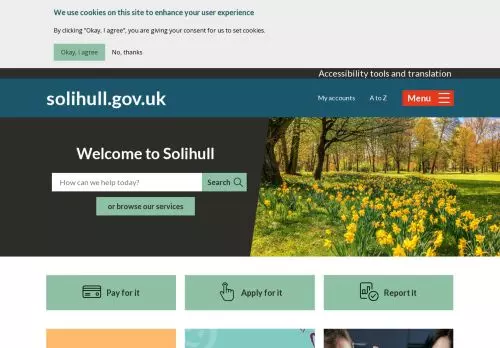 We use cookies on this site to enhance your user experience
By clicking "Okay, I agree", you are giving your consent for us to set cookies.
Okay, I agree No, thanks
Accessibility tools and translation
solihull.gov.uk My accounts A to Z Menu
Welcome to Solihull
How can we help today? Search
or browse our services
Pay for it Apply for it Report it